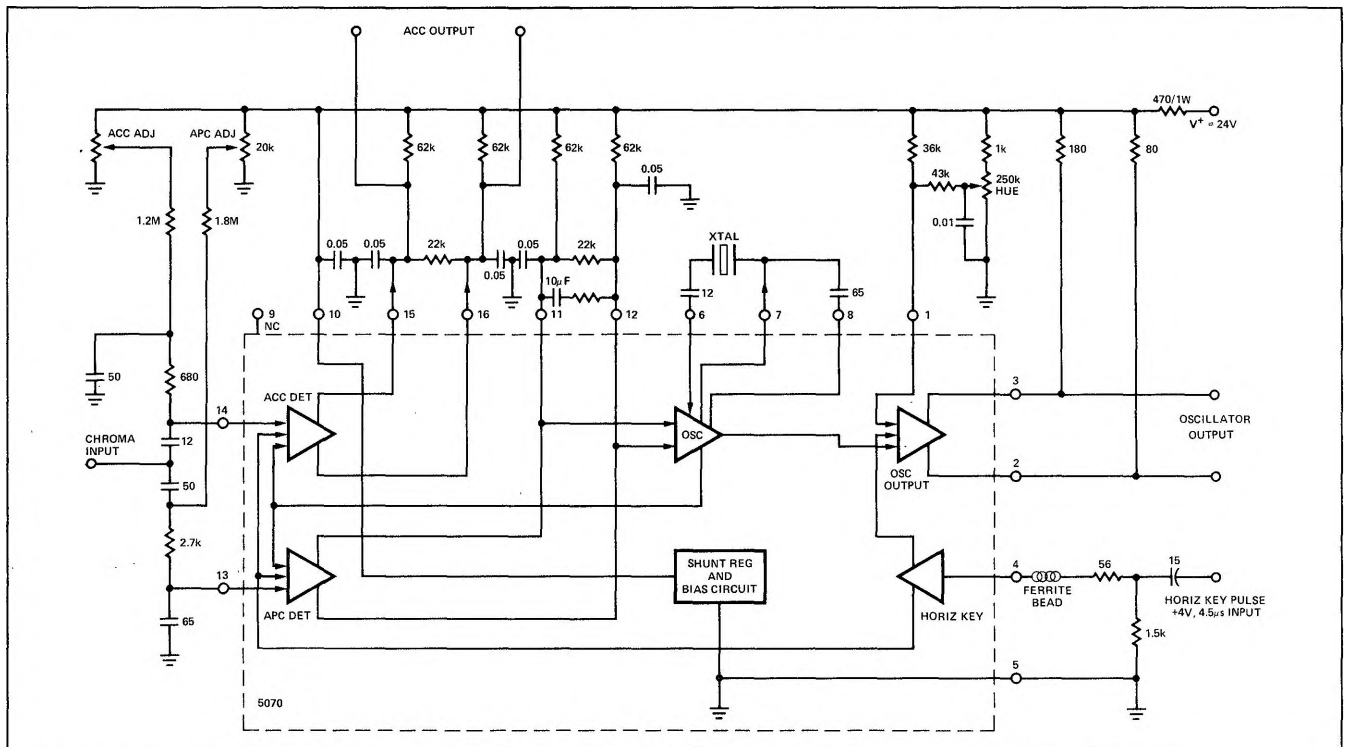 ACC OUTPUT
470/1W
V+ = 24V
ACC ADJ
APC ADJ
20k
62k
62k
62k
62k
36k
1k
180
80
0.05
43k
250k
HUE
1.2M
1.8M
0.01
XTAL
0.05
0.05
22k
0.05
0.05
22k
10μF
12
65
9
NC
10
15
16
11
12
6
7
8
1
50
680
ACC DET
14
3
12
OSC
OSCILLATOR
OUTPUT
CHROMA
INPUT
50
OSC
OUTPUT
2
2.7k
SHUNT REG
AND
BIAS CIRCUIT
4
56
15
13
APC DET
FERRITE
BEAD
HORIZ KEY PULSE
+4V, 4.5μs INPUT
HORIZ KEY
65
1.5k
5
5070